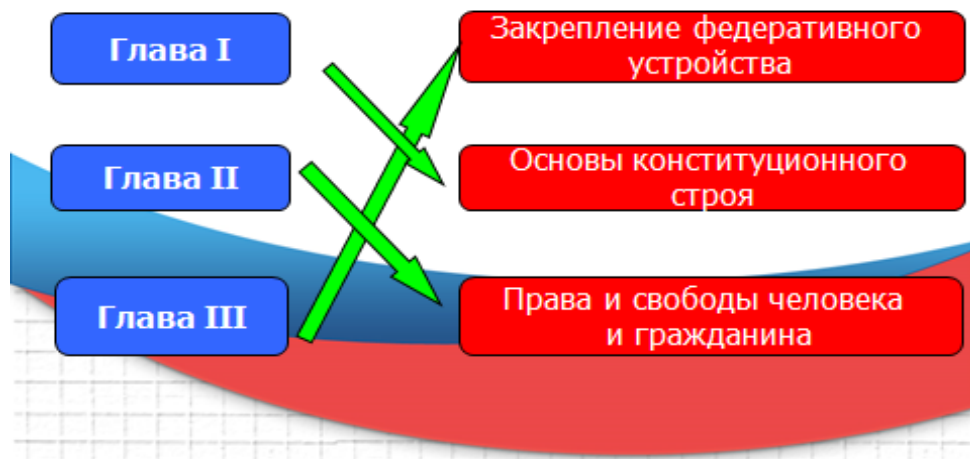 Глава I
Закрепление федеративного
устройства
Глава II
Основы конституционного
строя
Глава III
Права и свободы человека
и гражданина